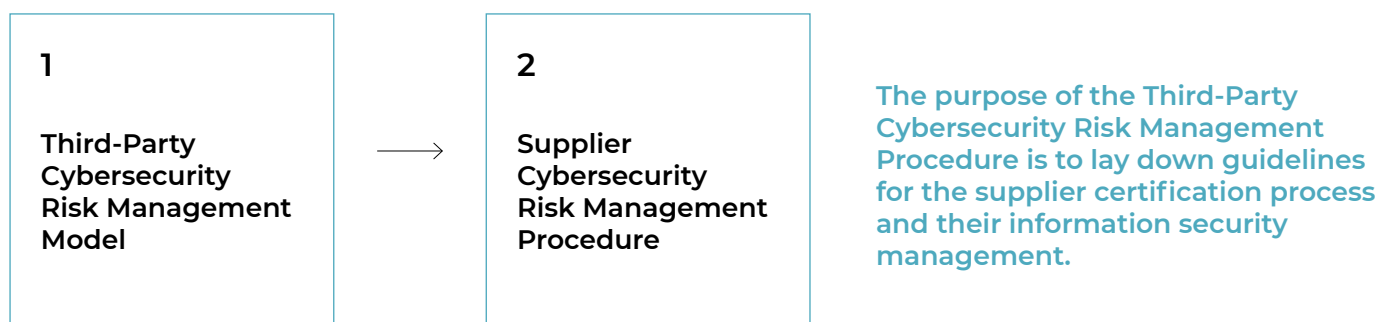 1
Third-Party
Cybersecurity
Risk Management
Model
2
Supplier
Cybersecurity
Risk Management
Procedure
The purpose of the Third-Party
Cybersecurity Risk Management
Procedure is to lay down guidelines
for the supplier certification process
and their information security
management.